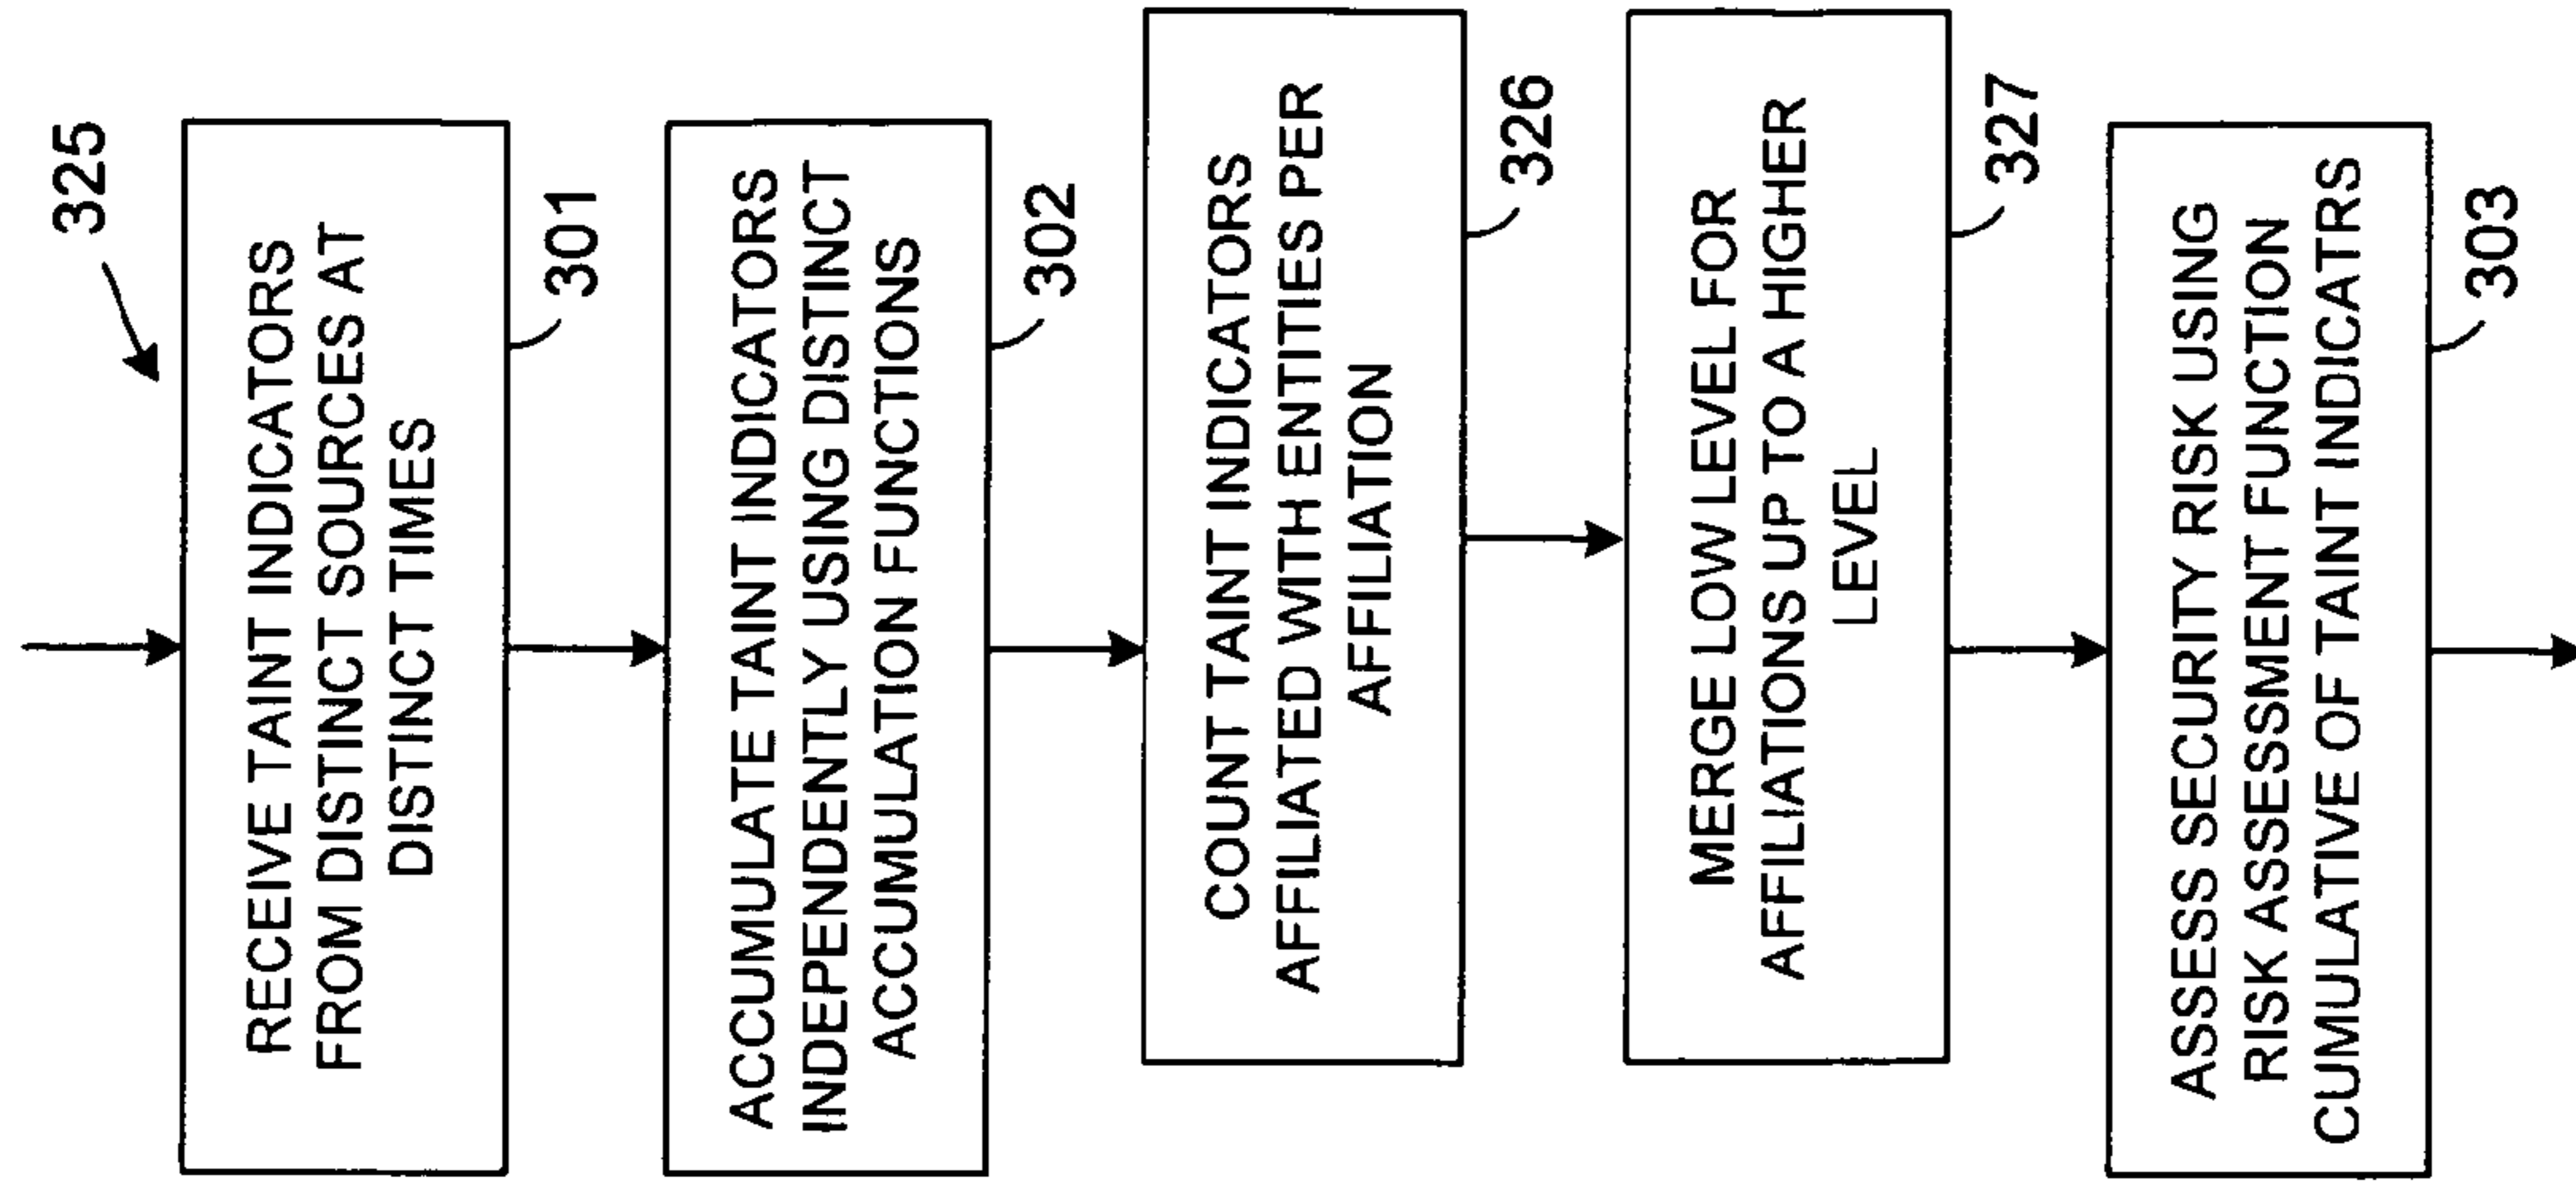 325
RECEIVE TAINT INDICATORS
FROM DISTINCT SOURCES AT
DISTINCT TIMES
301
ACCUMULATE TAINT INDICATORS
INDEPENDENTLY USING DISTINCT
ACCUMULATION FUNCTIONS
302
COUNT TAINT INDICATORS
AFFILIATED WITH ENTITIES PER
AFFILIATION
326
MERGE LOW LEVEL FOR
AFFILIATIONS UP TO A HIGHER
LEVEL
327
ASSESS SECURITY RISK USING
RISK ASSESSMENT FUNCTION
CUMULATIVE OF TAINT INDICATRS
303